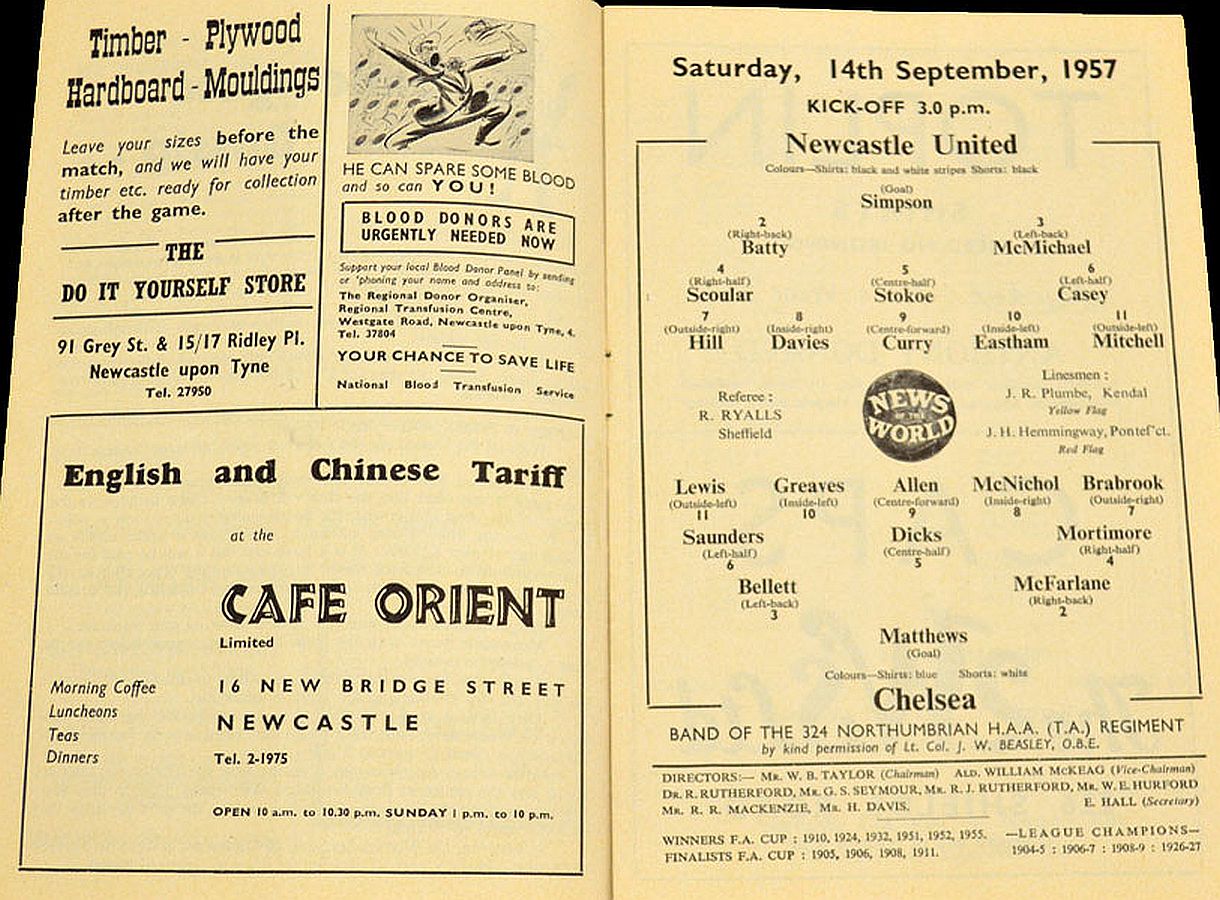 Timber - Plywood
Hardboard - Mouldings
Leave your sizes before the
match, and we will have your
timber etc. ready for collection
after the game.
THE
DO IT YOURSELF STORE
91 Grey St. & 15/17 Ridley Pl.
Newcastle upon Tyne
Tel. 27950
HE CAN SPARE SOME BLOOD
and so can YOU!
BLOOD DONORS ARE
URGENTLY NEEDED NOW
Support your local Blood Donor Panel by sending
or 'phoning your name and address to:
The Regional Donor Organiser,
Regional Transfusion Centre,
Westgate Road, Newcastle upon Tyne, 4.
Tel. 37804
YOUR CHANCE TO SAVE LIFE
National Blood Transfusion Service
English and Chinese Tariff
at the
CAFE ORIENT
Limited
Morning Coffee
Luncheons
Teas
Dinners
16 NEW BRIDGE STREET
NEWCASTLE
Tel. 2-1975
OPEN 10 a.m. to 10.30 p.m. SUNDAY 1 p.m. to 10 p.m.
Saturday, 14th September, 1957
KICK-OFF 3.0 p.m.
Newcastle United
Colours—Shirts: black and white stripes Shorts: black
(Goal)
Simpson
2 3
(Right-back) (Left-back)
Batty McMichael
4 5 6
(Right-half) (Centre-half) (Left-half)
Scoular Stokoe Casey
7 8 9 10 11
(Outside-right) (Inside-right) (Centre-forward) (Inside-left) (Outside-left)
Hill Davies Curry Eastham Mitchell
Referee :
R. RYALLS
Sheffield
NEWS
OF THE
WORLD
Linesmen :
J. R. Plumbe, Kendal
Yellow Flag
J. H. Hemmingway, Pontef'ct.
Red Flag
Lewis Greaves Allen McNichol Brabrook
(Outside-left) (Inside-left) (Centre-forward) (Inside-right) (Outside-right)
11 10 9 8 7
Saunders Dicks Mortimore
(Left-half) (Centre-half) (Right-half)
6 5 4
Bellett McFarlane
(Left-back) (Right-back)
3 2
Matthews
(Goal)
Colours—Shirts: blue Shorts: white
Chelsea
BAND OF THE 324 NORTHUMBRIAN H.A.A. (T.A.) REGIMENT
by kind permission of Lt. Col. J. W. BEASLEY, O.B.E.
DIRECTORS:— MR. W. B. TAYLOR (Chairman) ALD. WILLIAM McKEAG (Vice-Chairman)
DR. R. RUTHERFORD, MR. G. S. SEYMOUR, MR. R. J. RUTHERFORD, MR. W. E. HURFORD
MR. R. R. MACKENZIE, MR. H. DAVIS. E. HALL (Secretary)
WINNERS F.A. CUP : 1910, 1924, 1932, 1951, 1952, 1955.
FINALISTS F.A. CUP : 1905, 1906, 1908, 1911.
—LEAGUE CHAMPIONS—
1904-5 : 1906-7 : 1908-9 : 1926-27